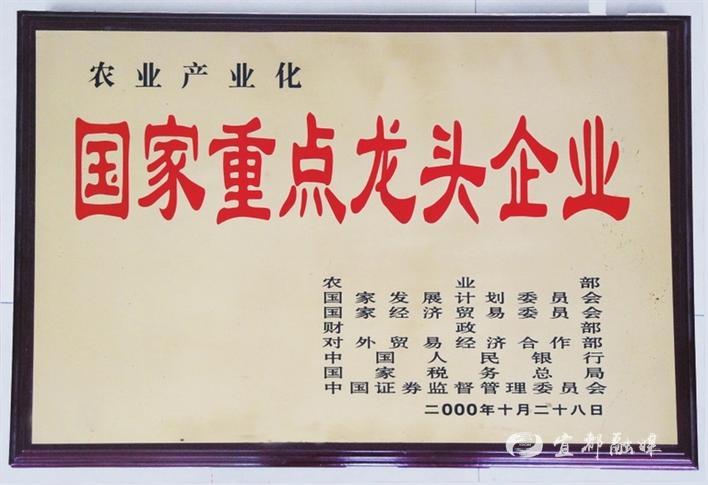 农业产业化
国家重点龙头企业
农业部
国家发展计划委员会
国家经济贸易委员会
财政部
对外贸易经济合作部
中国人民银行
国家税务总局
中国证券监督管理委员会
二000年十月二十八日
宜都融媒